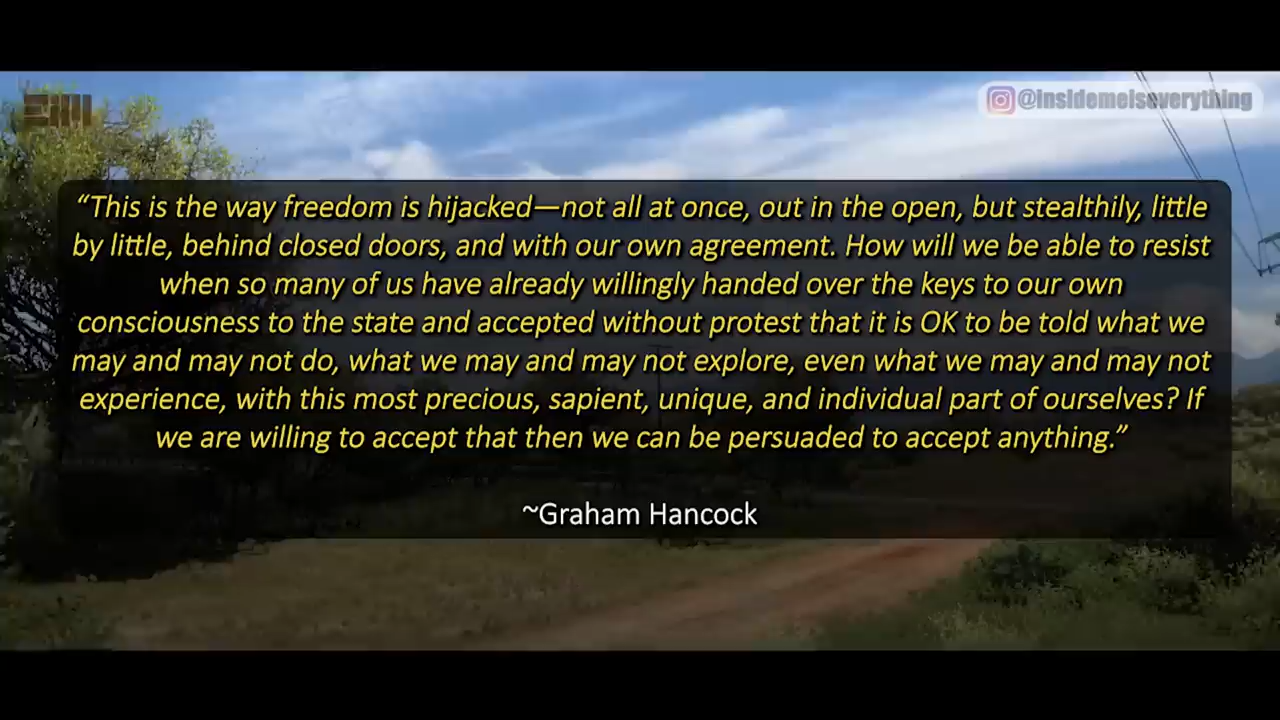 @insidemeiseverything
“This is the way freedom is hijacked—not all at once, out in the open, but stealthily, little
by little, behind closed doors, and with our own agreement. How will we be able to resist
when so many of us have already willingly handed over the keys to our own
consciousness to the state and accepted without protest that it is OK to be told what we
may and may not do, what we may and may not explore, even what we may and may not
experience, with this most precious, sapient, unique, and individual part of ourselves? If
we are willing to accept that then we can be persuaded to accept anything.”
~Graham Hancock